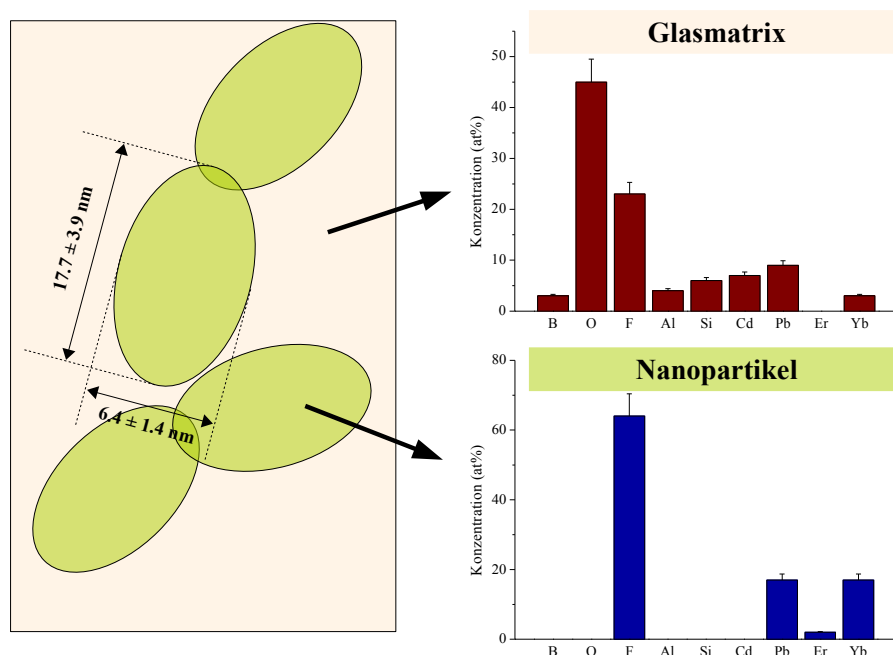 17.7 ± 3.9 nm
6.4 ± 1.4 nm
Glasmatrix
Konzentration (at%)
50
40
30
20
10
0
B O F Al Si Cd Pb Er Yb
Nanopartikel
Konzentration (at%)
80
60
40
20
0
B O F Al Si Cd Pb Er Yb